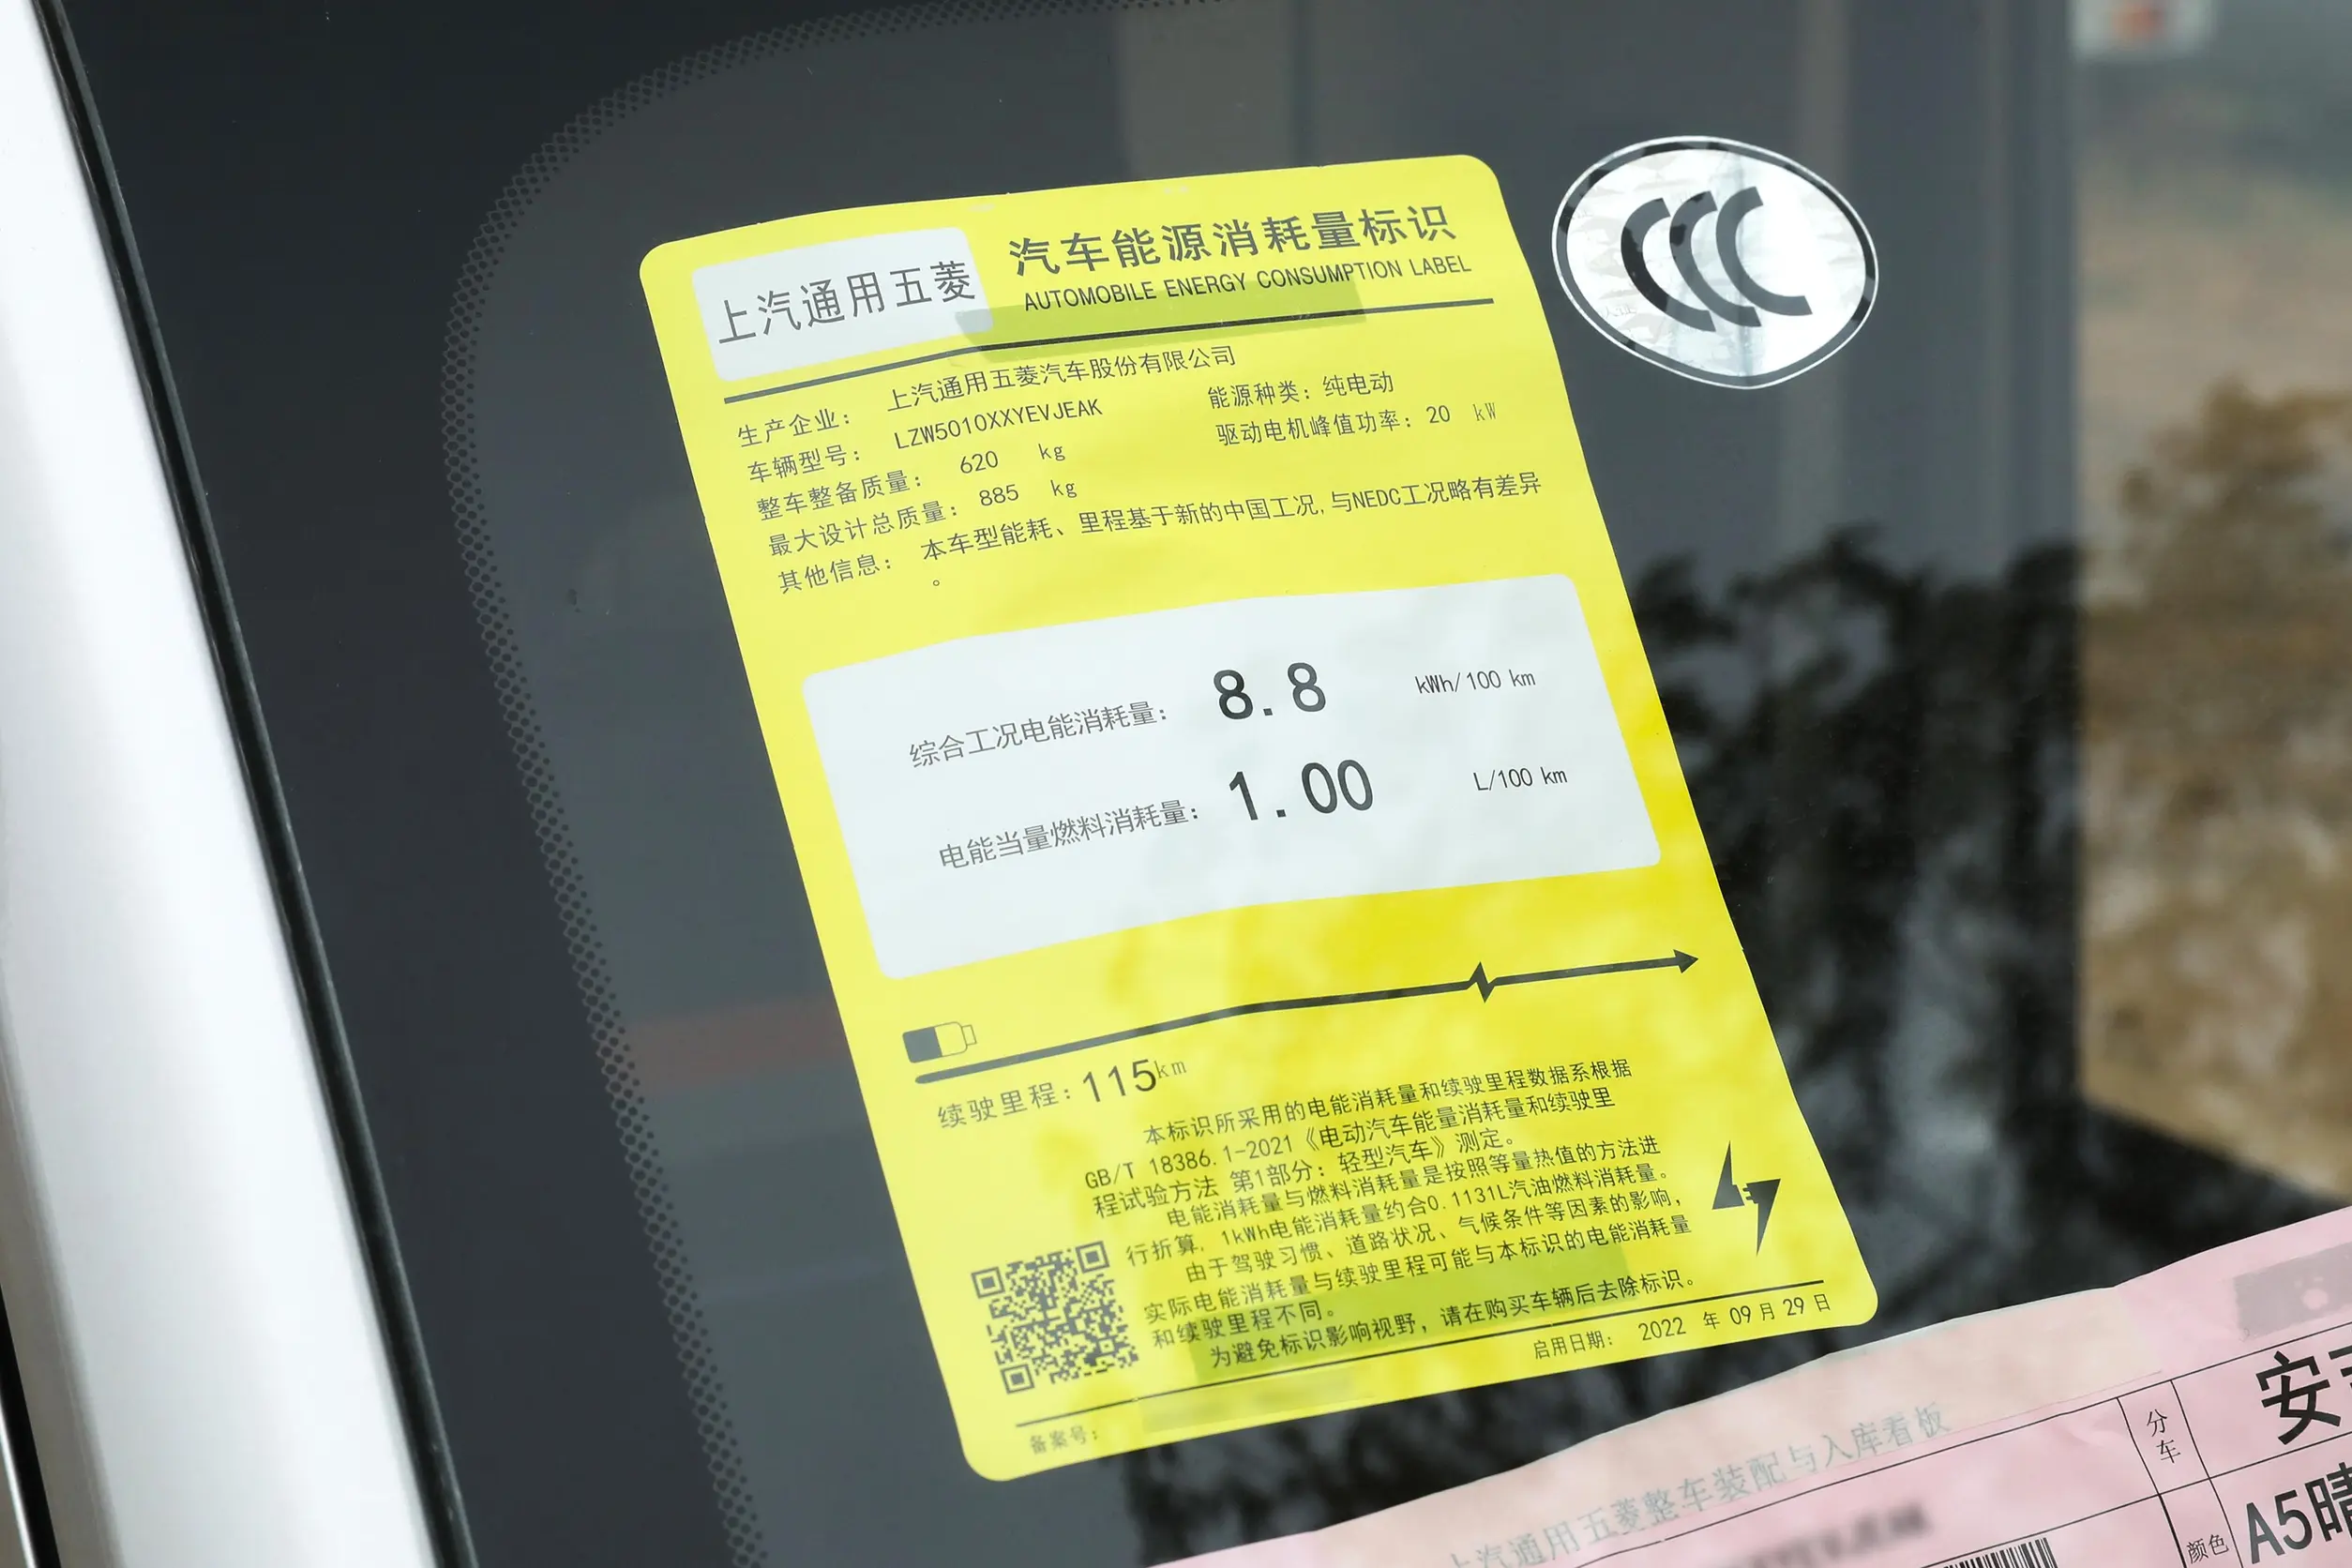 上汽通用五菱
汽车能源消耗量标识
AUTOMOBILE ENERGY CONSUMPTION LABEL
生产企业： 上汽通用五菱汽车股份有限公司
车辆型号： LZW5010XXYEVJEAK 能源种类：纯电动
整车整备质量： 620 kg 驱动电机峰值功率：20 kW
最大设计总质量： 885 kg
其他信息： 本车型能耗、里程基于新的中国工况,与NEDC工况略有差异
。
综合工况电能消耗量： 8.8 kWh/100 km
电能当量燃料消耗量： 1.00 L/100 km
续驶里程：115km
本标识所采用的电能消耗量和续驶里程数据系根据
GB/T 18386.1-2021《电动汽车能量消耗量和续驶里
程试验方法 第1部分：轻型汽车》测定。
电能消耗量与燃料消耗量是按照等量热值的方法进
行折算，1kWh电能消耗量约合0.1131L汽油燃料消耗量。
由于驾驶习惯、道路状况、气候条件等因素的影响，
实际电能消耗量与续驶里程可能与本标识的电能消耗量
和续驶里程不同。
为避免标识影响视野，请在购买车辆后去除标识。
备案号： 启用日期： 2022 年 09 月 29 日
CCC
上汽通用五菱整车装配与入库看板
分车 安
颜色 A5晴